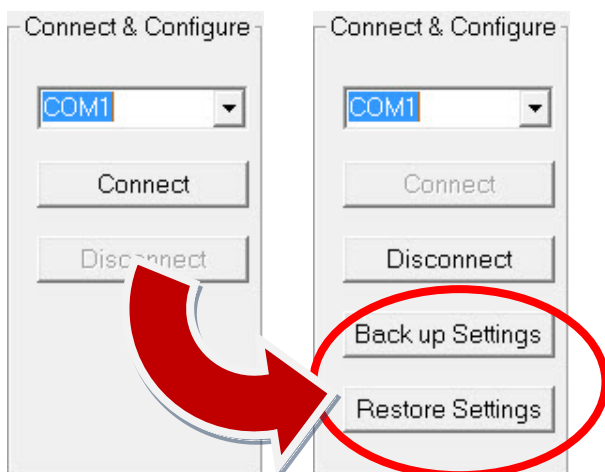 Connect & Configure
COM1
Connect
Disconnect
Connect & Configure
COM1
Connect
Disconnect
Back up Settings
Restore Settings